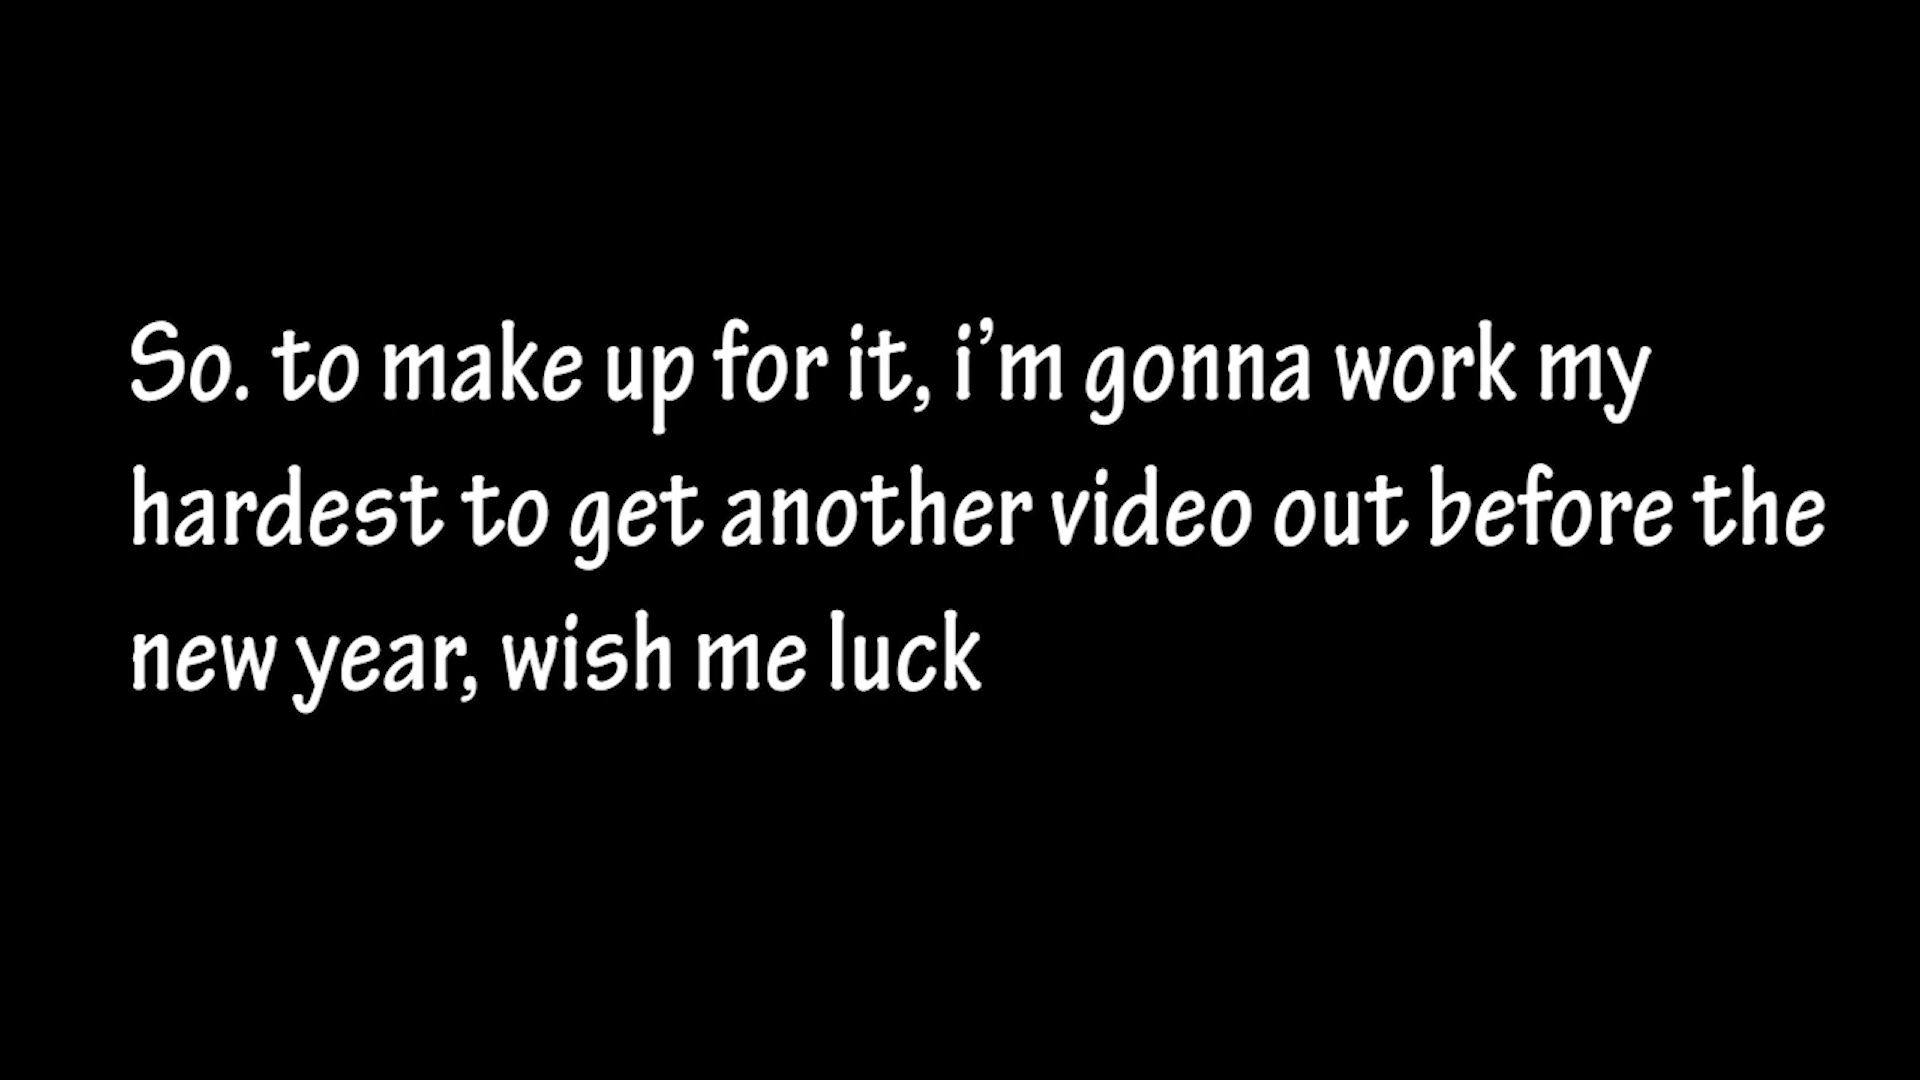 So. to make up for it, i’m gonna work my
hardest to get another video out before the
new year, wish me luck